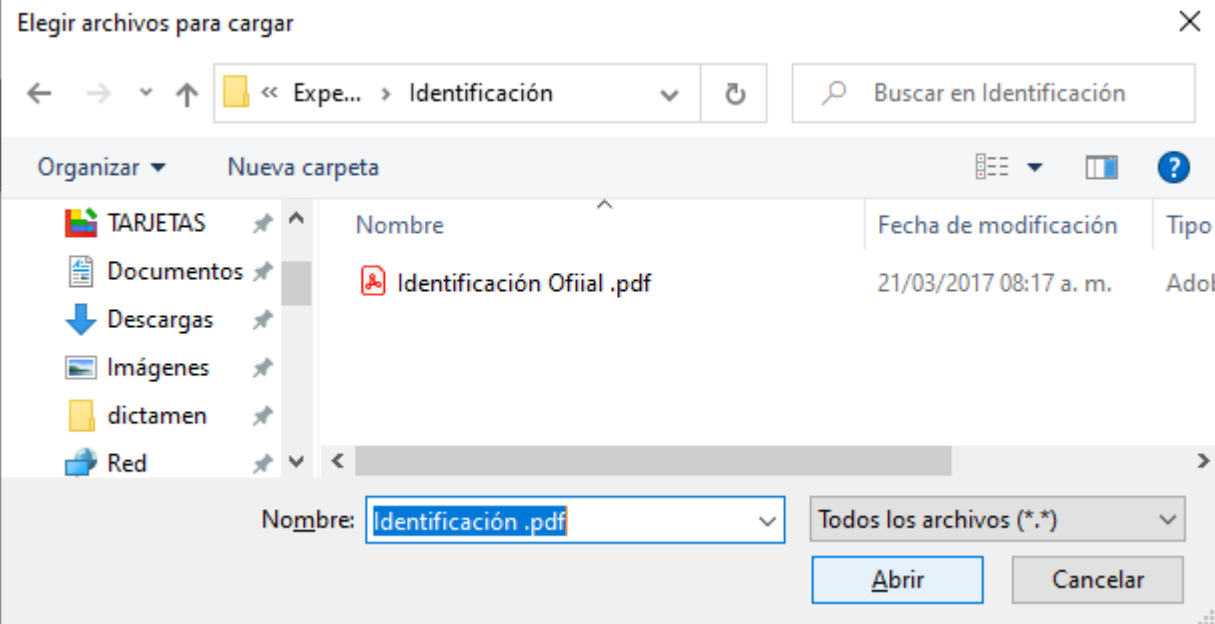 Elegir archivos para cargar
« Expe... › Identificación
Buscar en Identificación
Organizar
Nueva carpeta
Nombre
Fecha de modificación
Tipo
TARJETAS
Documentos
Descargas
Imágenes
dictamen
Red
Identificación Ofiial .pdf
21/03/2017 08:17 a. m.
Adob
Nombre:
Identificación .pdf
Todos los archivos (*.*)
Abrir
Cancelar